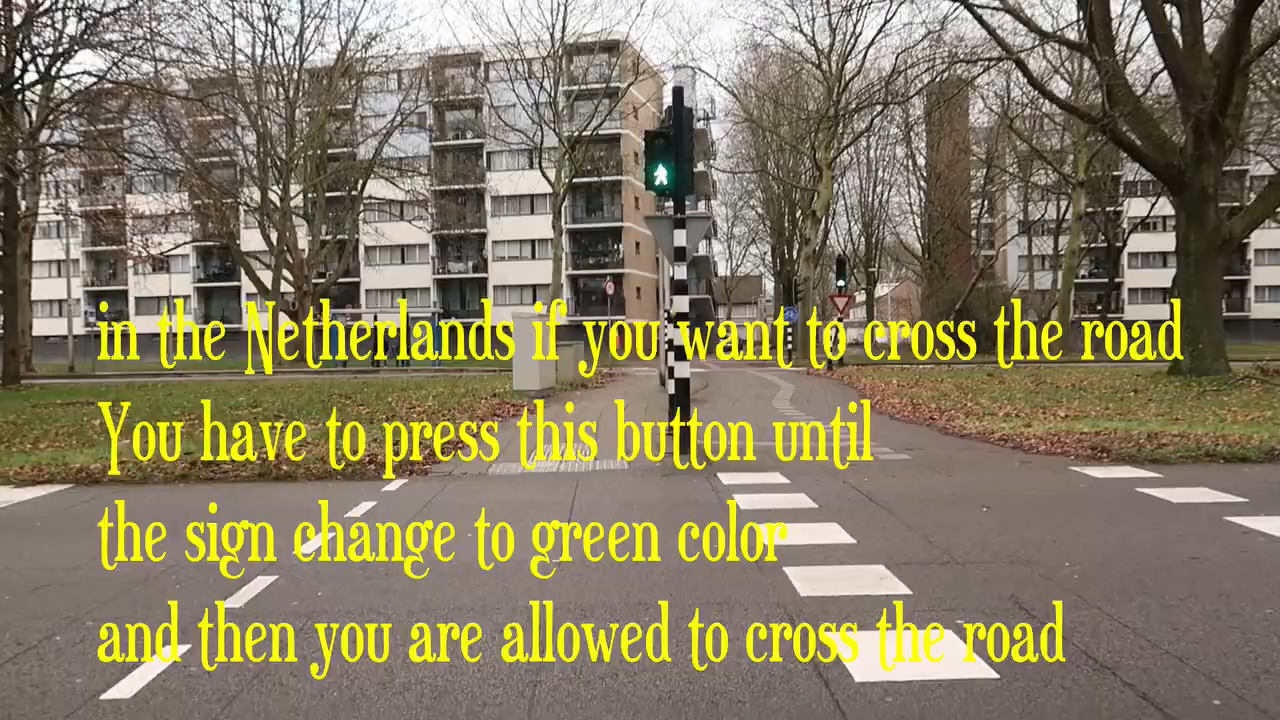 in the Netherlands if you want to cross the road
You have to press this button until
the sign change to green color
and then you are allowed to cross the road